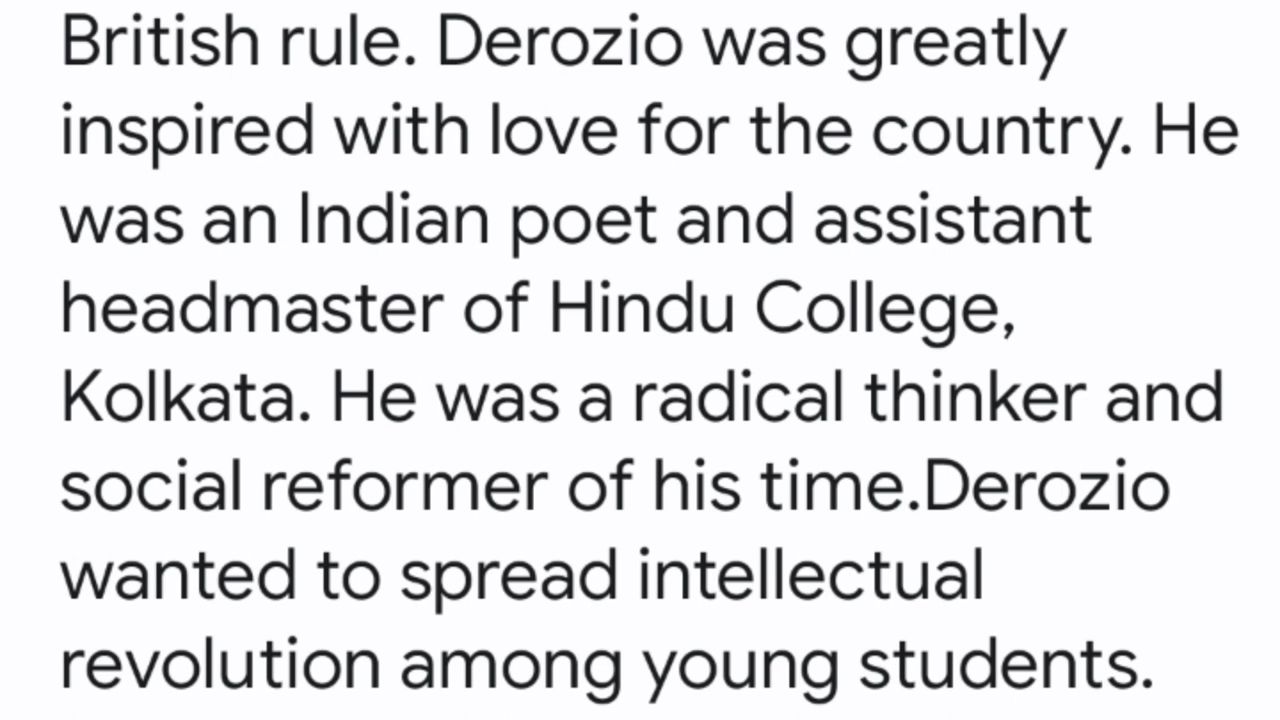 British rule. Derozio was greatly
inspired with love for the country. He
was an Indian poet and assistant
headmaster of Hindu College,
Kolkata. He was a radical thinker and
social reformer of his time.Derozio
wanted to spread intellectual
revolution among young students.